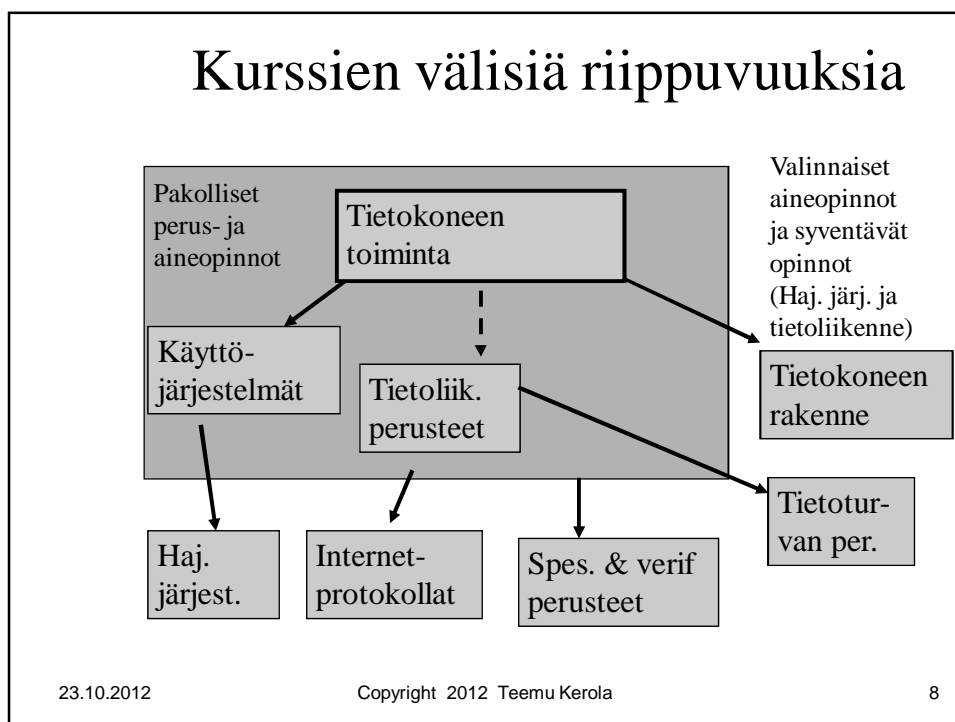 Kurssien välisiä riippuvuuksia
Pakolliset
perus- ja
aineopinnot
Tietokoneen
toiminta
Valinnaiset
aineopinnot
ja syventävät
opinnot
(Haj. järj. ja
tietoliikenne)
Käyttö-
järjestelmät
Tietoliik.
perusteet
Tietokoneen
rakenne
Tietotur-
van per.
Haj.
järjest.
Internet-
protokollat
Spes. & verif
perusteet
23.10.2012
Copyright 2012 Teemu Kerola
8